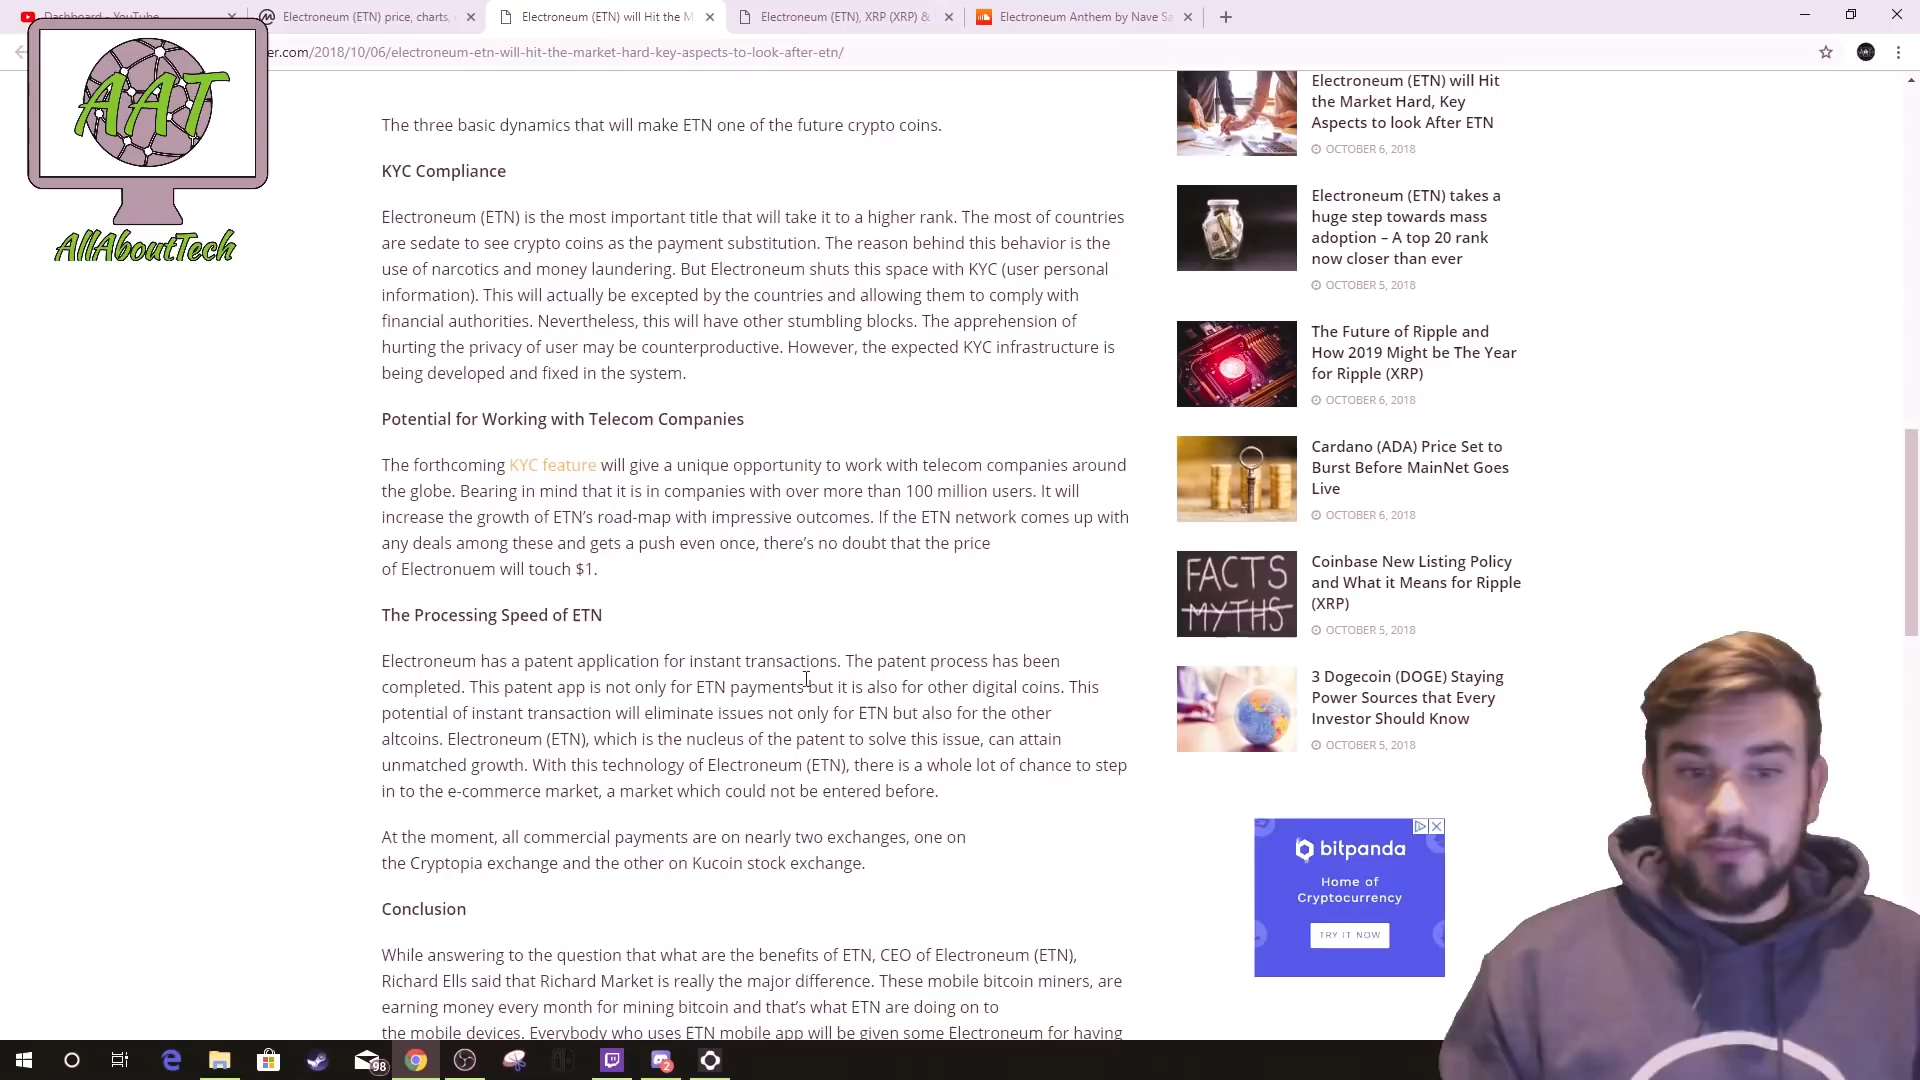 Dashboard - YouTube
Electroneum (ETN) price, charts,
Electroneum (ETN) will Hit the M
Electroneum (ETN), XRP (XRP) &
Electroneum Anthem by Nave Sa
er.com/2018/10/06/electroneum-etn-will-hit-the-market-hard-key-aspects-to-look-after-etn/
AAT
AllAboutTech
The three basic dynamics that will make ETN one of the future crypto coins.
KYC Compliance
Electroneum (ETN) is the most important title that will take it to a higher rank. The most of countries
are sedate to see crypto coins as the payment substitution. The reason behind this behavior is the
use of narcotics and money laundering. But Electroneum shuts this space with KYC (user personal
information). This will actually be excepted by the countries and allowing them to comply with
financial authorities. Nevertheless, this will have other stumbling blocks. The apprehension of
hurting the privacy of user may be counterproductive. However, the expected KYC infrastructure is
being developed and fixed in the system.
Potential for Working with Telecom Companies
The forthcoming KYC feature will give a unique opportunity to work with telecom companies around
the globe. Bearing in mind that it is in companies with over more than 100 million users. It will
increase the growth of ETN’s road-map with impressive outcomes. If the ETN network comes up with
any deals among these and gets a push even once, there’s no doubt that the price
of Electronuem will touch $1.
The Processing Speed of ETN
Electroneum has a patent application for instant transactions. The patent process has been
completed. This patent app is not only for ETN payments but it is also for other digital coins. This
potential of instant transaction will eliminate issues not only for ETN but also for the other
altcoins. Electroneum (ETN), which is the nucleus of the patent to solve this issue, can attain
unmatched growth. With this technology of Electroneum (ETN), there is a whole lot of chance to step
in to the e-commerce market, a market which could not be entered before.
At the moment, all commercial payments are on nearly two exchanges, one on
the Cryptopia exchange and the other on Kucoin stock exchange.
Conclusion
While answering to the question that what are the benefits of ETN, CEO of Electroneum (ETN),
Richard Ells said that Richard Market is really the major difference. These mobile bitcoin miners, are
earning money every month for mining bitcoin and that’s what ETN are doing on to
the mobile devices. Everybody who uses ETN mobile app will be given some Electroneum for having
Electroneum (ETN) will Hit
the Market Hard, Key
Aspects to look After ETN
OCTOBER 6, 2018
Electroneum (ETN) takes a
huge step towards mass
adoption – A top 20 rank
now closer than ever
OCTOBER 5, 2018
The Future of Ripple and
How 2019 Might be The Year
for Ripple (XRP)
OCTOBER 6, 2018
Cardano (ADA) Price Set to
Burst Before MainNet Goes
Live
OCTOBER 6, 2018
FACTS
MYTHS
Coinbase New Listing Policy
and What it Means for Ripple
(XRP)
OCTOBER 5, 2018
3 Dogecoin (DOGE) Staying
Power Sources that Every
Investor Should Know
OCTOBER 5, 2018
bitpanda
Home of
Cryptocurrency
TRY IT NOW
98
2